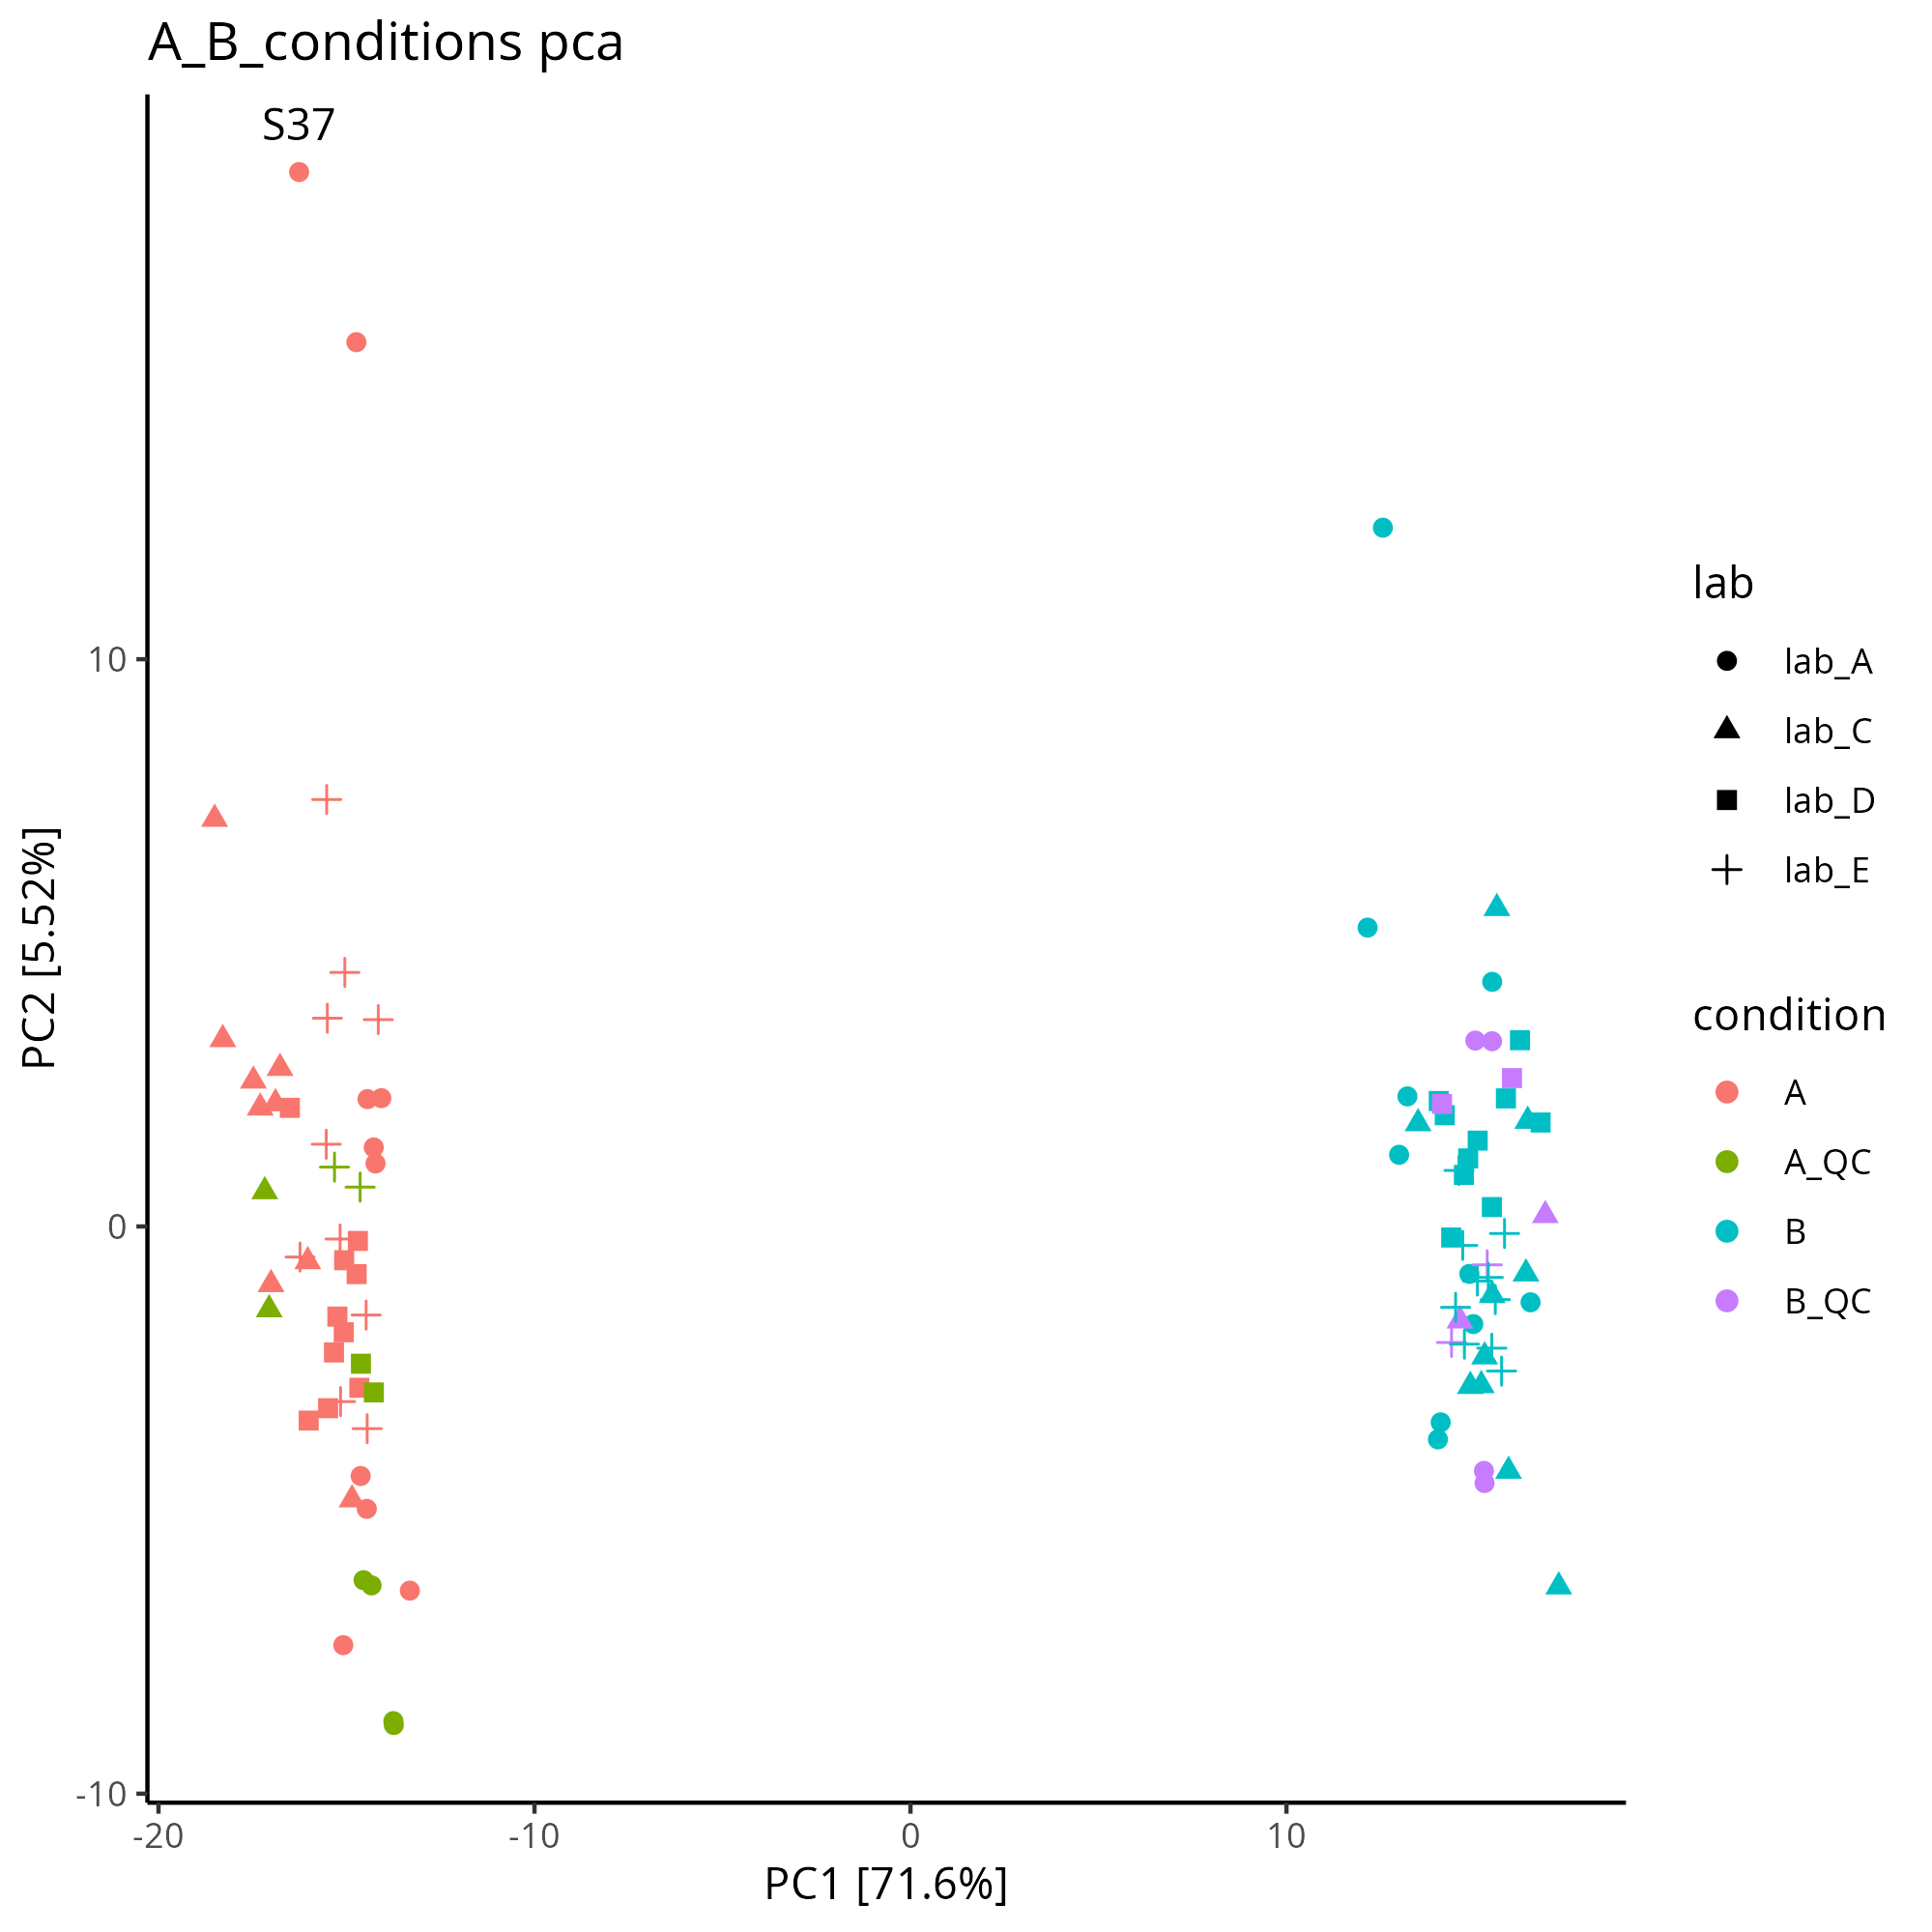 A_B_conditions pca
S37
10
0
-10
-20
-10
0
10
PC1 [71.6%]
PC2 [5.52%]
lab
lab_A
lab_C
lab_D
lab_E
condition
A
A_QC
B
B_QC